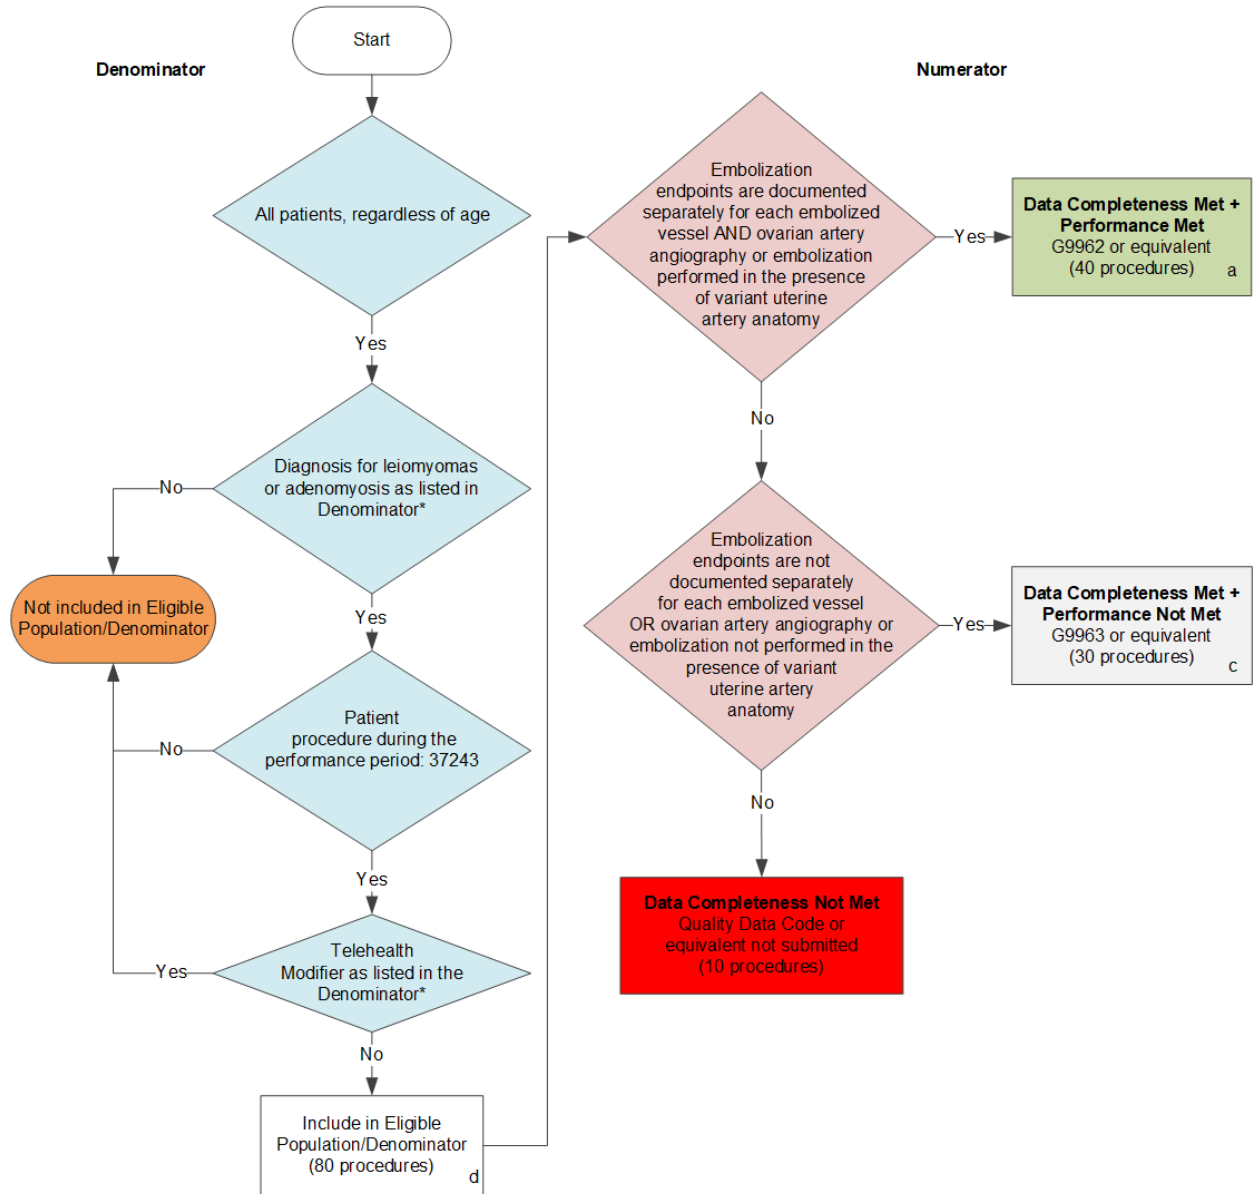 Start
Denominator
All patients, regardless of age
Yes
Diagnosis for leiomyomas
or adenomyosis as listed in
Denominator*
No
Not included in Eligible
Population/Denominator
Yes
Patient
procedure during the
performance period: 37243
No
Yes
Telehealth
Modifier as listed in the
Denominator*
Yes
No
Include in Eligible
Population/Denominator
(80 procedures)
d
Numerator
Embolization
endpoints are documented
separately for each embolized
vessel AND ovarian artery
angiography or embolization
performed in the presence
of variant uterine
artery anatomy
Yes
Data Completeness Met +
Performance Met
G9962 or equivalent
(40 procedures)
a
No
Embolization
endpoints are not
documented separately
for each embolized vessel
OR ovarian artery angiography or
embolization not performed in the
presence of variant
uterine artery
anatomy
Yes
Data Completeness Met +
Performance Not Met
G9963 or equivalent
(30 procedures)
c
No
Data Completeness Not Met
Quality Data Code or
equivalent not submitted
(10 procedures)